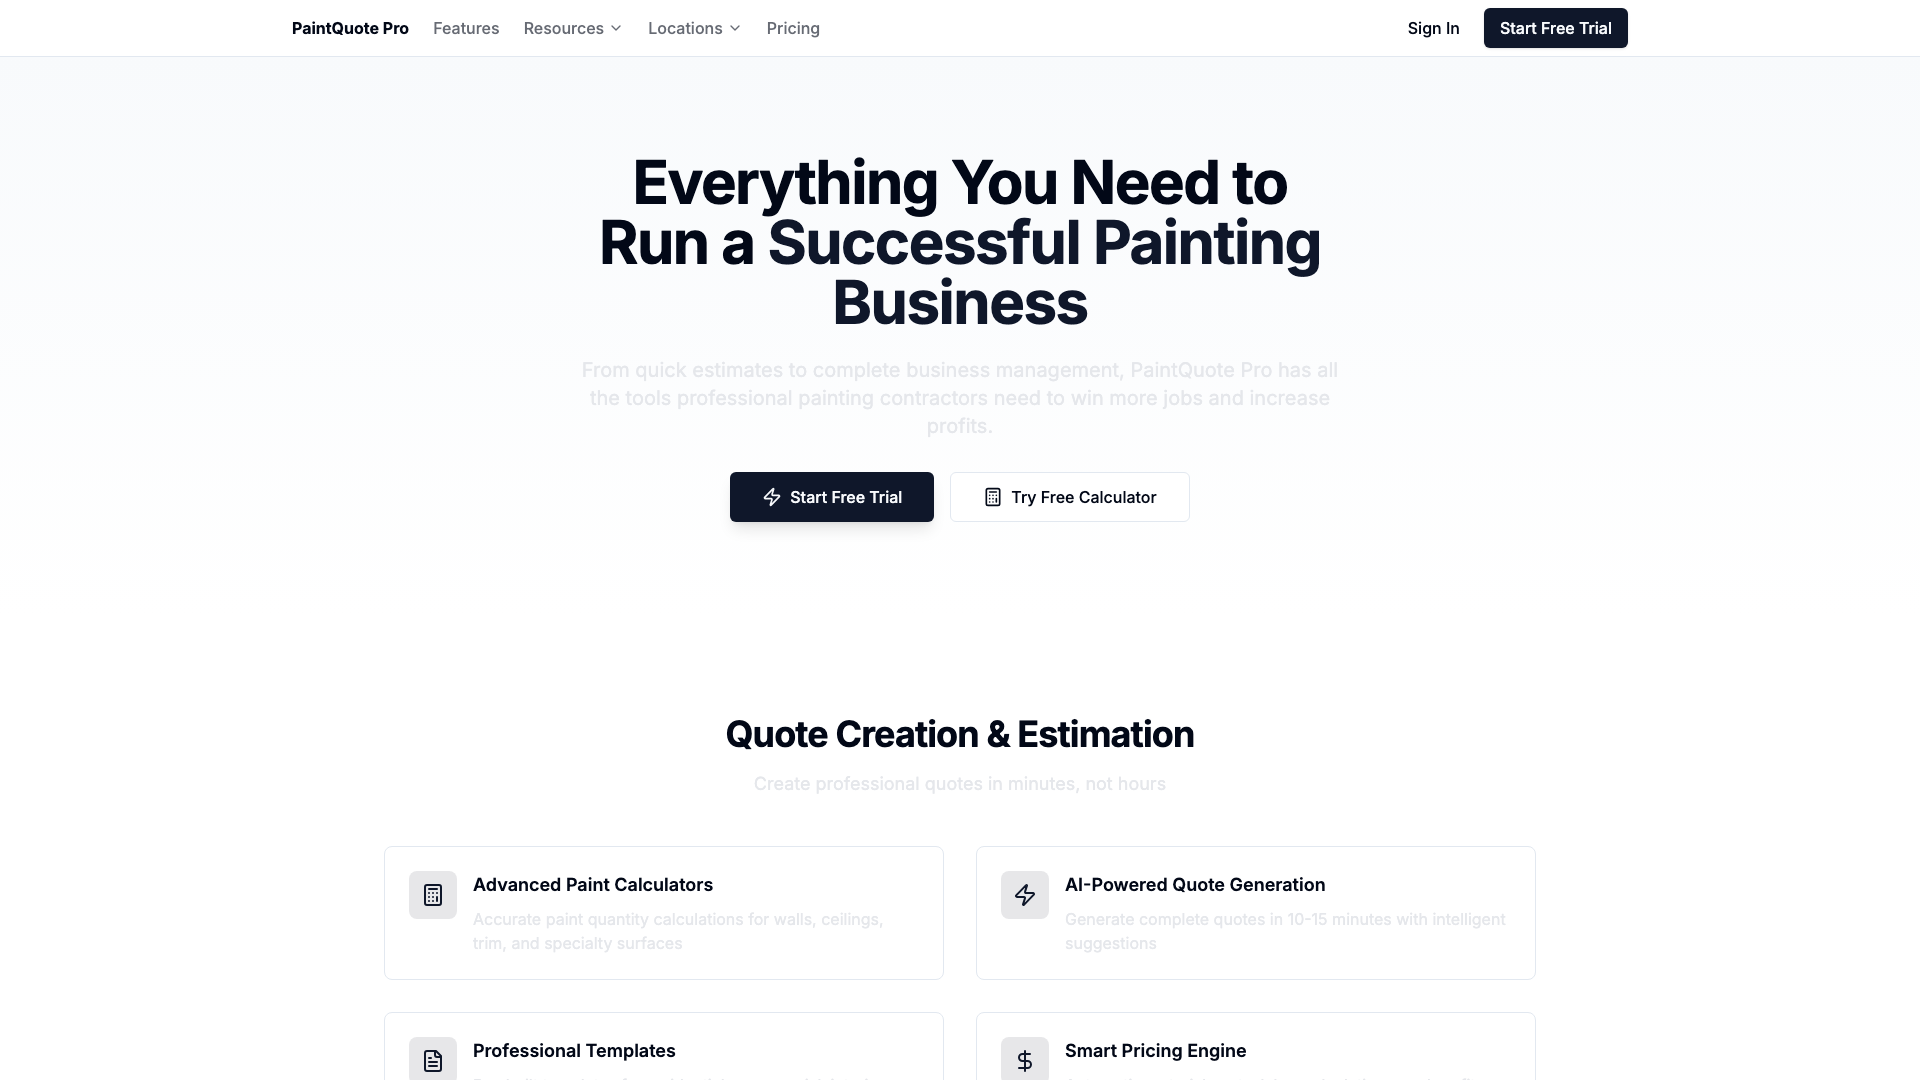 PaintQuote Pro
Features
Resources
Locations
Pricing
Sign In
Start Free Trial
Everything You Need to
Run a Successful Painting
Business
From quick estimates to complete business management, PaintQuote Pro has all
the tools professional painting contractors need to win more jobs and increase
profits.
Start Free Trial
Try Free Calculator
Quote Creation & Estimation
Create professional quotes in minutes, not hours
Advanced Paint Calculators
Accurate paint quantity calculations for walls, ceilings,
trim, and specialty surfaces
AI-Powered Quote Generation
Generate complete quotes in 10-15 minutes with intelligent
suggestions
Professional Templates
Smart Pricing Engine